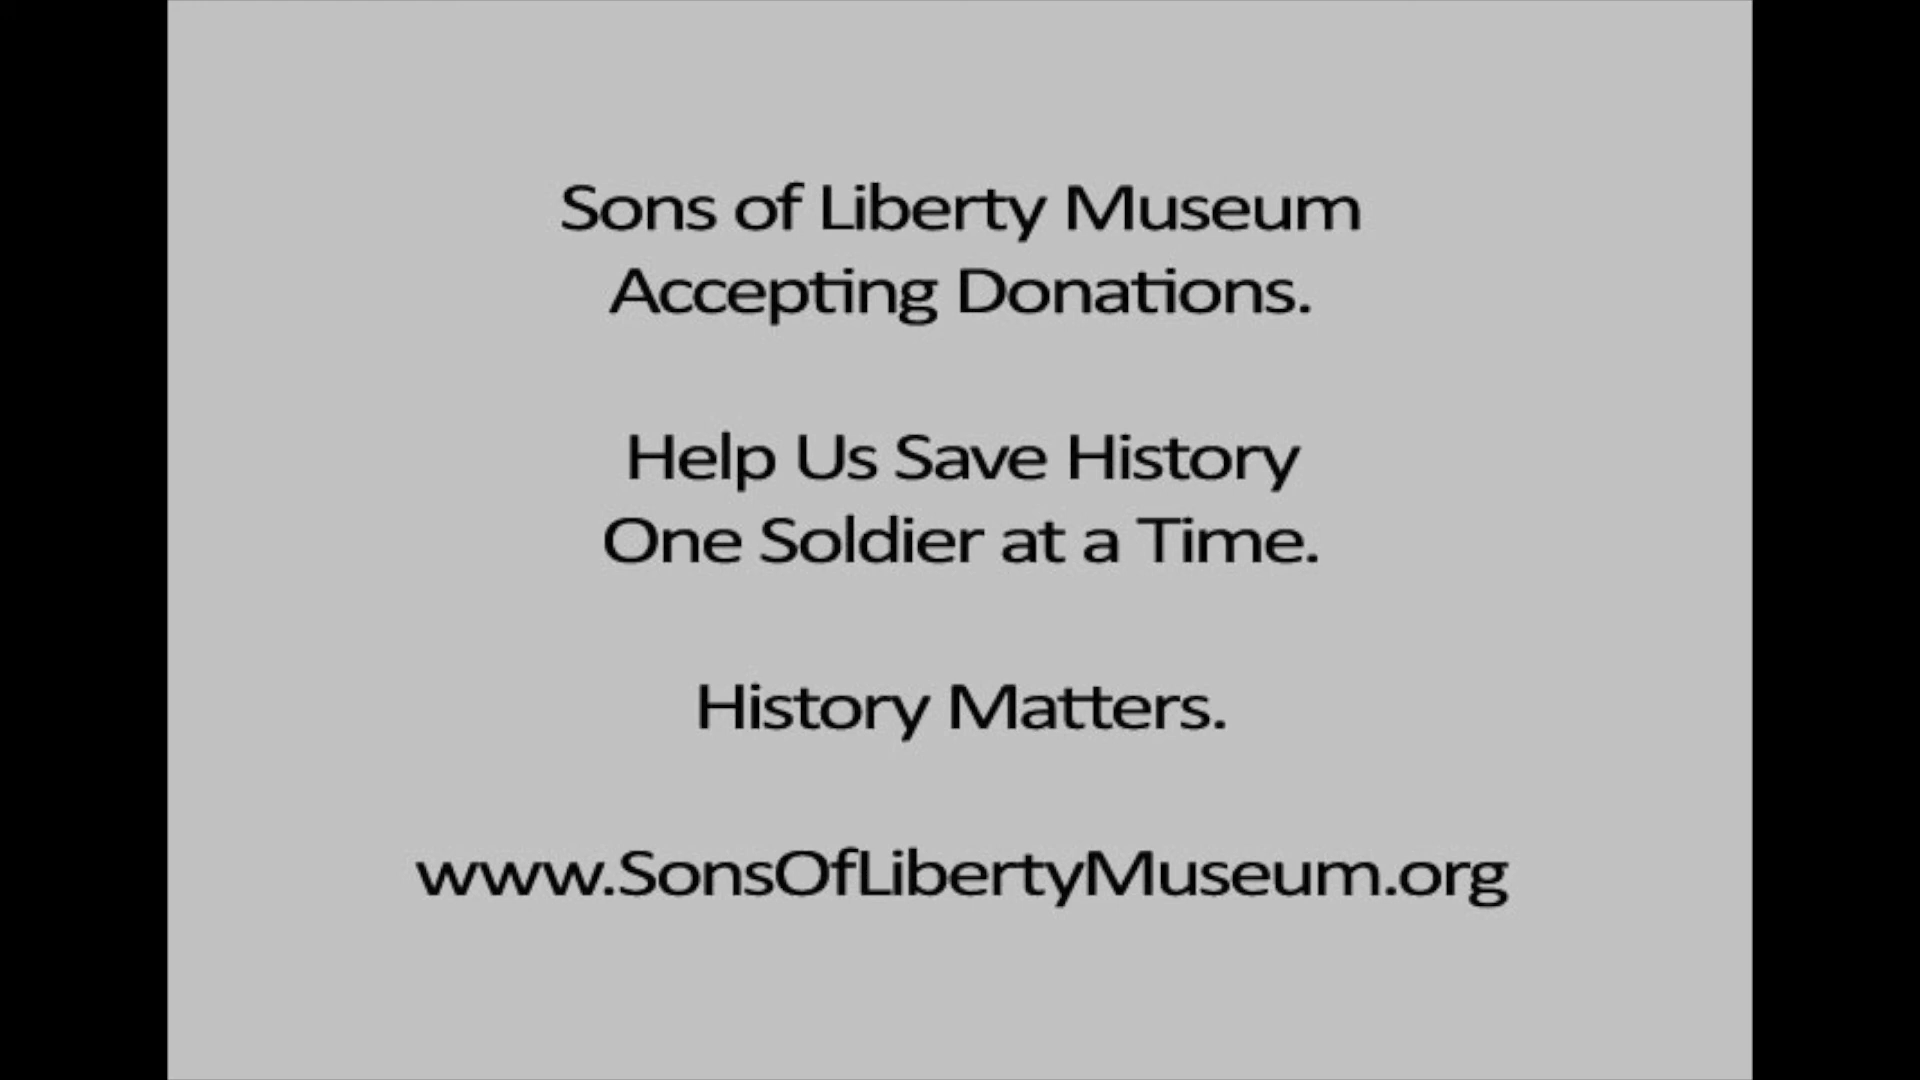 Sons of Liberty Museum
Accepting Donations.
Help Us Save History
One Soldier at a Time.
History Matters.
www.SonsOfLibertyMuseum.org